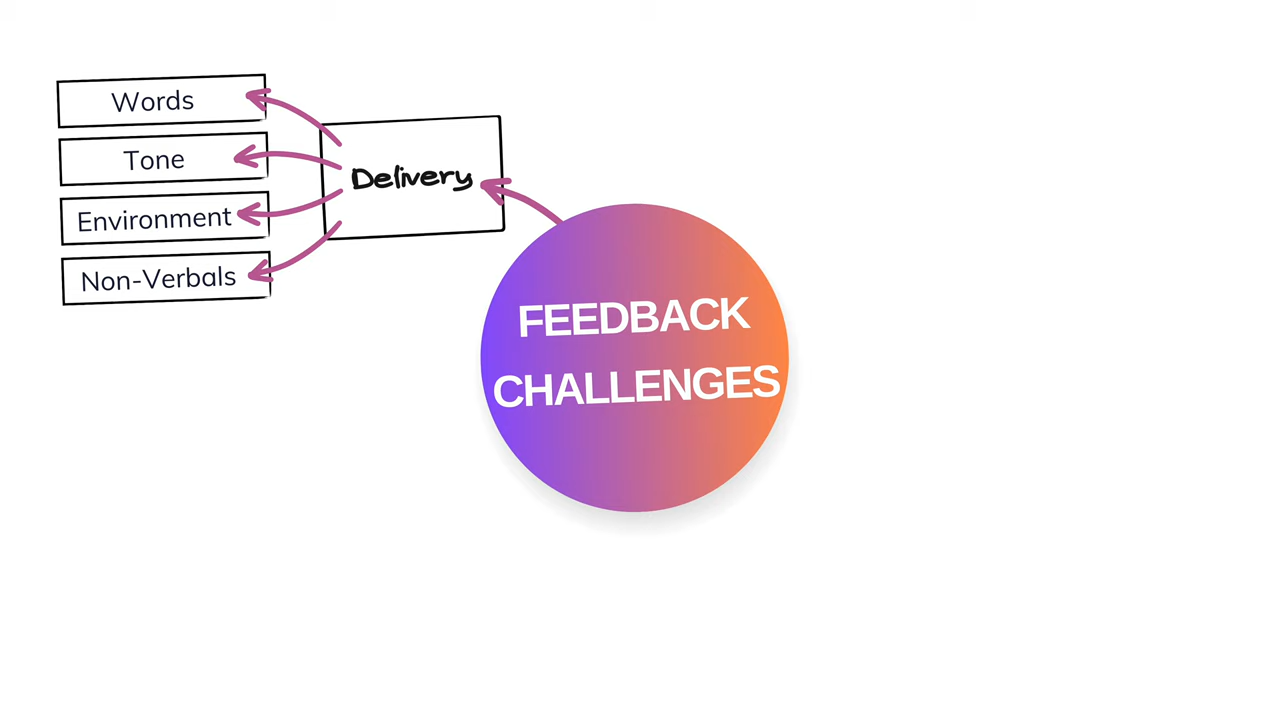 Words
Tone
Environment
Non-Verbals
Delivery
FEEDBACK
CHALLENGES